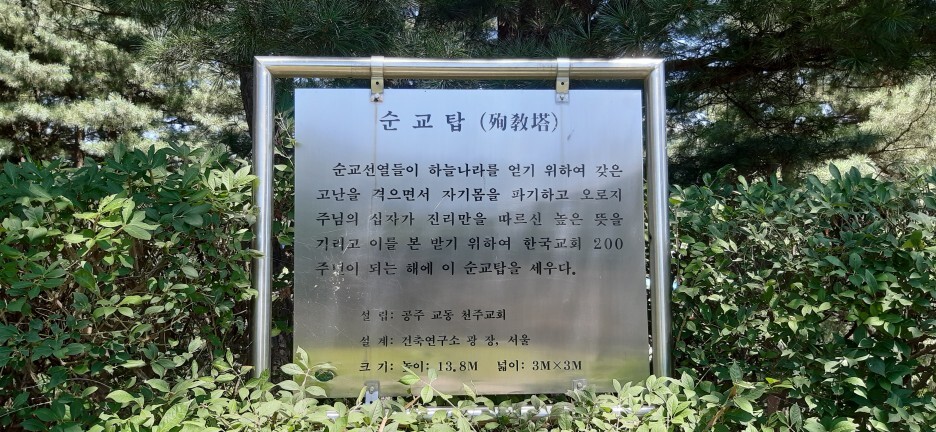 순 교 탑 (殉敎塔)
순교선열들이 하늘나라를 얻기 위하여 갖은
고난을 격으면서 자기몸을 파기하고 오로지
주님의 십자가 진리만을 따르신 높은 뜻을
기리고 이를 본 받기 위하여 한국교회 200
주년이 되는 해에 이 순교탑을 세우다.
설 립: 공주 교동 천주교회
설 계: 건축연구소 광 장, 서울
크 기: 높이: 13.8M 넓이: 3M×3M